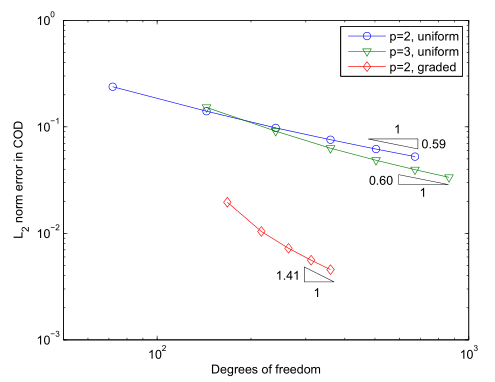 10^0
p=2, uniform
p=3, uniform
p=2, graded
10^-1
1
0.59
0.60
1
L_2 norm error in COD
10^-2
1.41
1
10^-3
10^2
10^3
Degrees of freedom